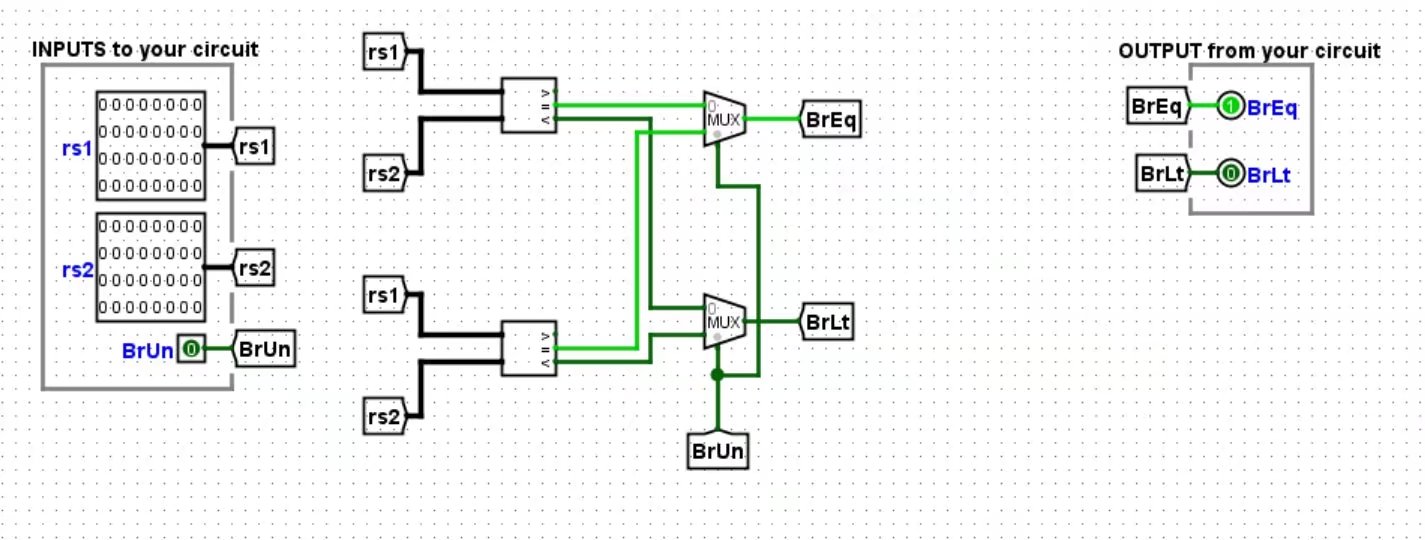 INPUTS to your circuit
rs1
00000000
00000000
00000000
00000000
rs1
rs2
00000000
00000000
00000000
00000000
rs2
BrUn
0
BrUn
rs1
rs2
>
=
<
0
MUX
BrEq
rs1
rs2
>
=
<
0
MUX
BrLt
BrUn
OUTPUT from your circuit
BrEq
1
BrEq
BrLt
0
BrLt